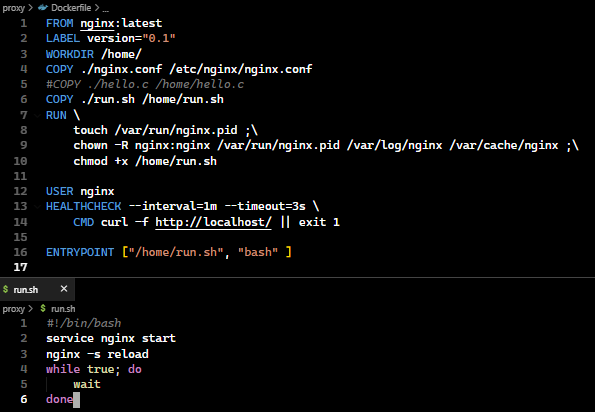 proxy > Dockerfile > ...
1 FROM nginx:latest
2 LABEL version="0.1"
3 WORKDIR /home/
4 COPY ./nginx.conf /etc/nginx/nginx.conf
5 #COPY ./hello.c /home/hello.c
6 COPY ./run.sh /home/run.sh
7 RUN \
8 touch /var/run/nginx.pid ;\
9 chown -R nginx:nginx /var/run/nginx.pid /var/log/nginx /var/cache/nginx ;\
10 chmod +x /home/run.sh
11
12 USER nginx
13 HEALTHCHECK --interval=1m --timeout=3s \
14 CMD curl -f http://localhost/ || exit 1
15
16 ENTRYPOINT ["/home/run.sh", "bash" ]
17
$ run.sh ×
proxy > $ run.sh
1 #!/bin/bash
2 service nginx start
3 nginx -s reload
4 while true; do
5 wait
6 done